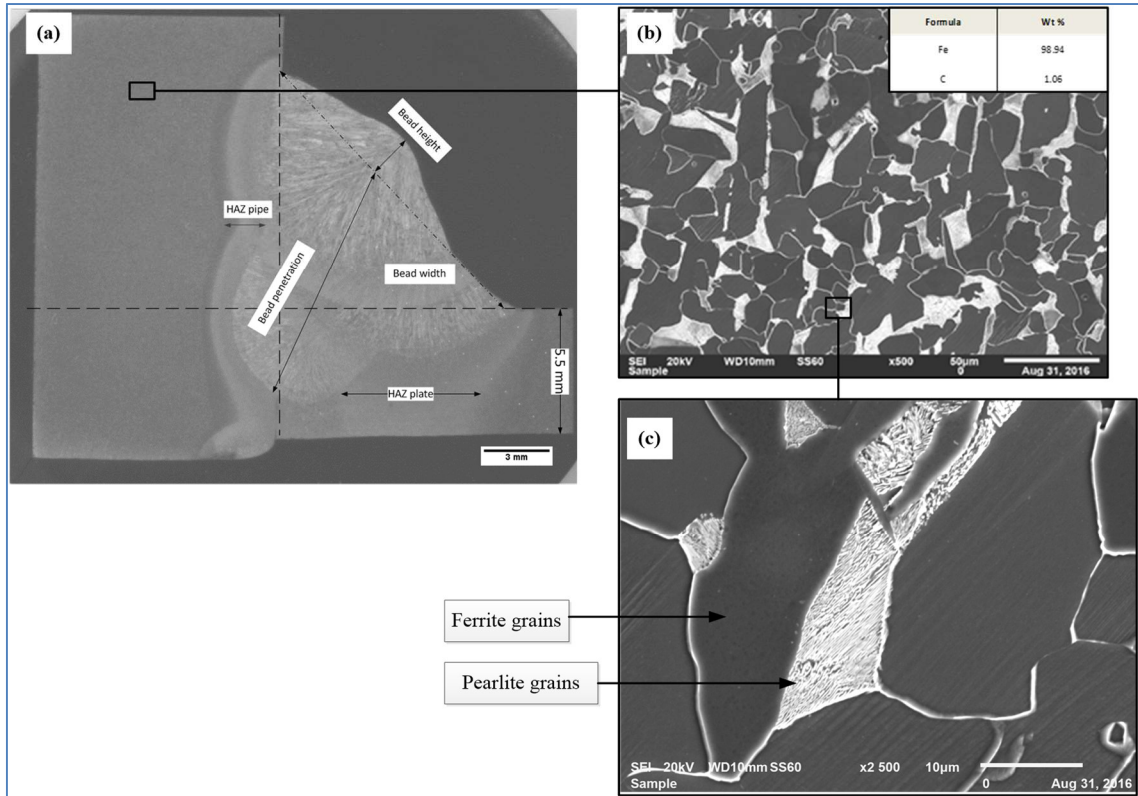 (a)
Bead height
HAZ pipe
Bead penetration
Bead width
HAZ plate
5.5 mm
3 mm
(b)
Formula Wt %
Fe 98.94
C 1.06
SEI 20kV WD10mm SS60 x500 50µm
Sample 0 Aug 31, 2016
(c)
Ferrite grains
Pearlite grains
SEI 20kV WD10mm SS60 x2 500 10µm
Sample 0 Aug 31, 2016